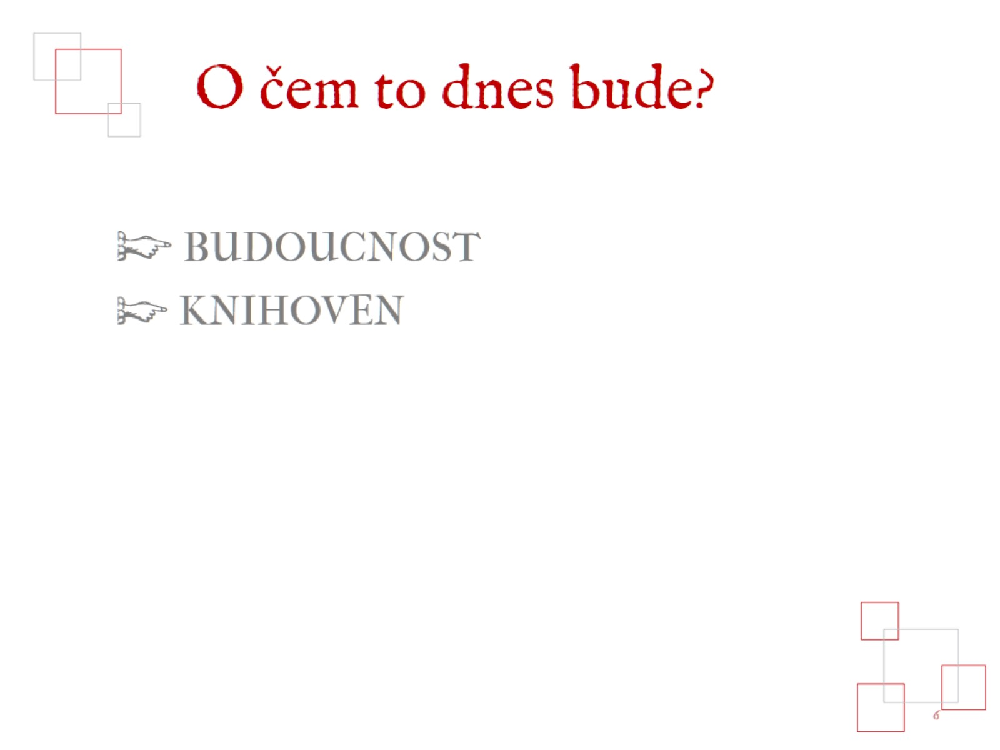 O čem to dnes bude?
☞ BUDOUCNOST
☞ KNIHOVEN
6